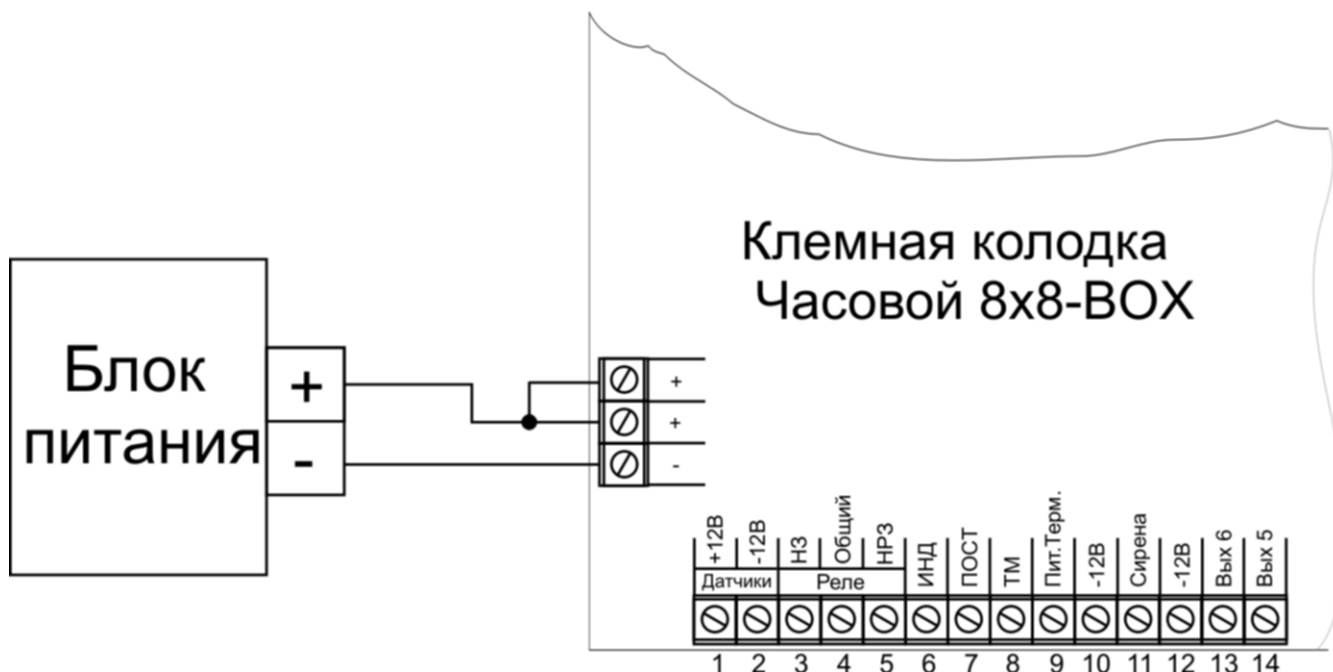 Клемная колодка
Часовой 8х8-BOX
Блок
питания
+
-
+
+
-
+12В
-12В
НЗ
Общий
НРЗ
ИНД
ПОСТ
ТМ
Пит.Терм.
-12В
Сирена
-12В
Вых 6
Вых 5
Датчики
Реле
1 2 3 4 5 6 7 8 9 10 11 12 13 14